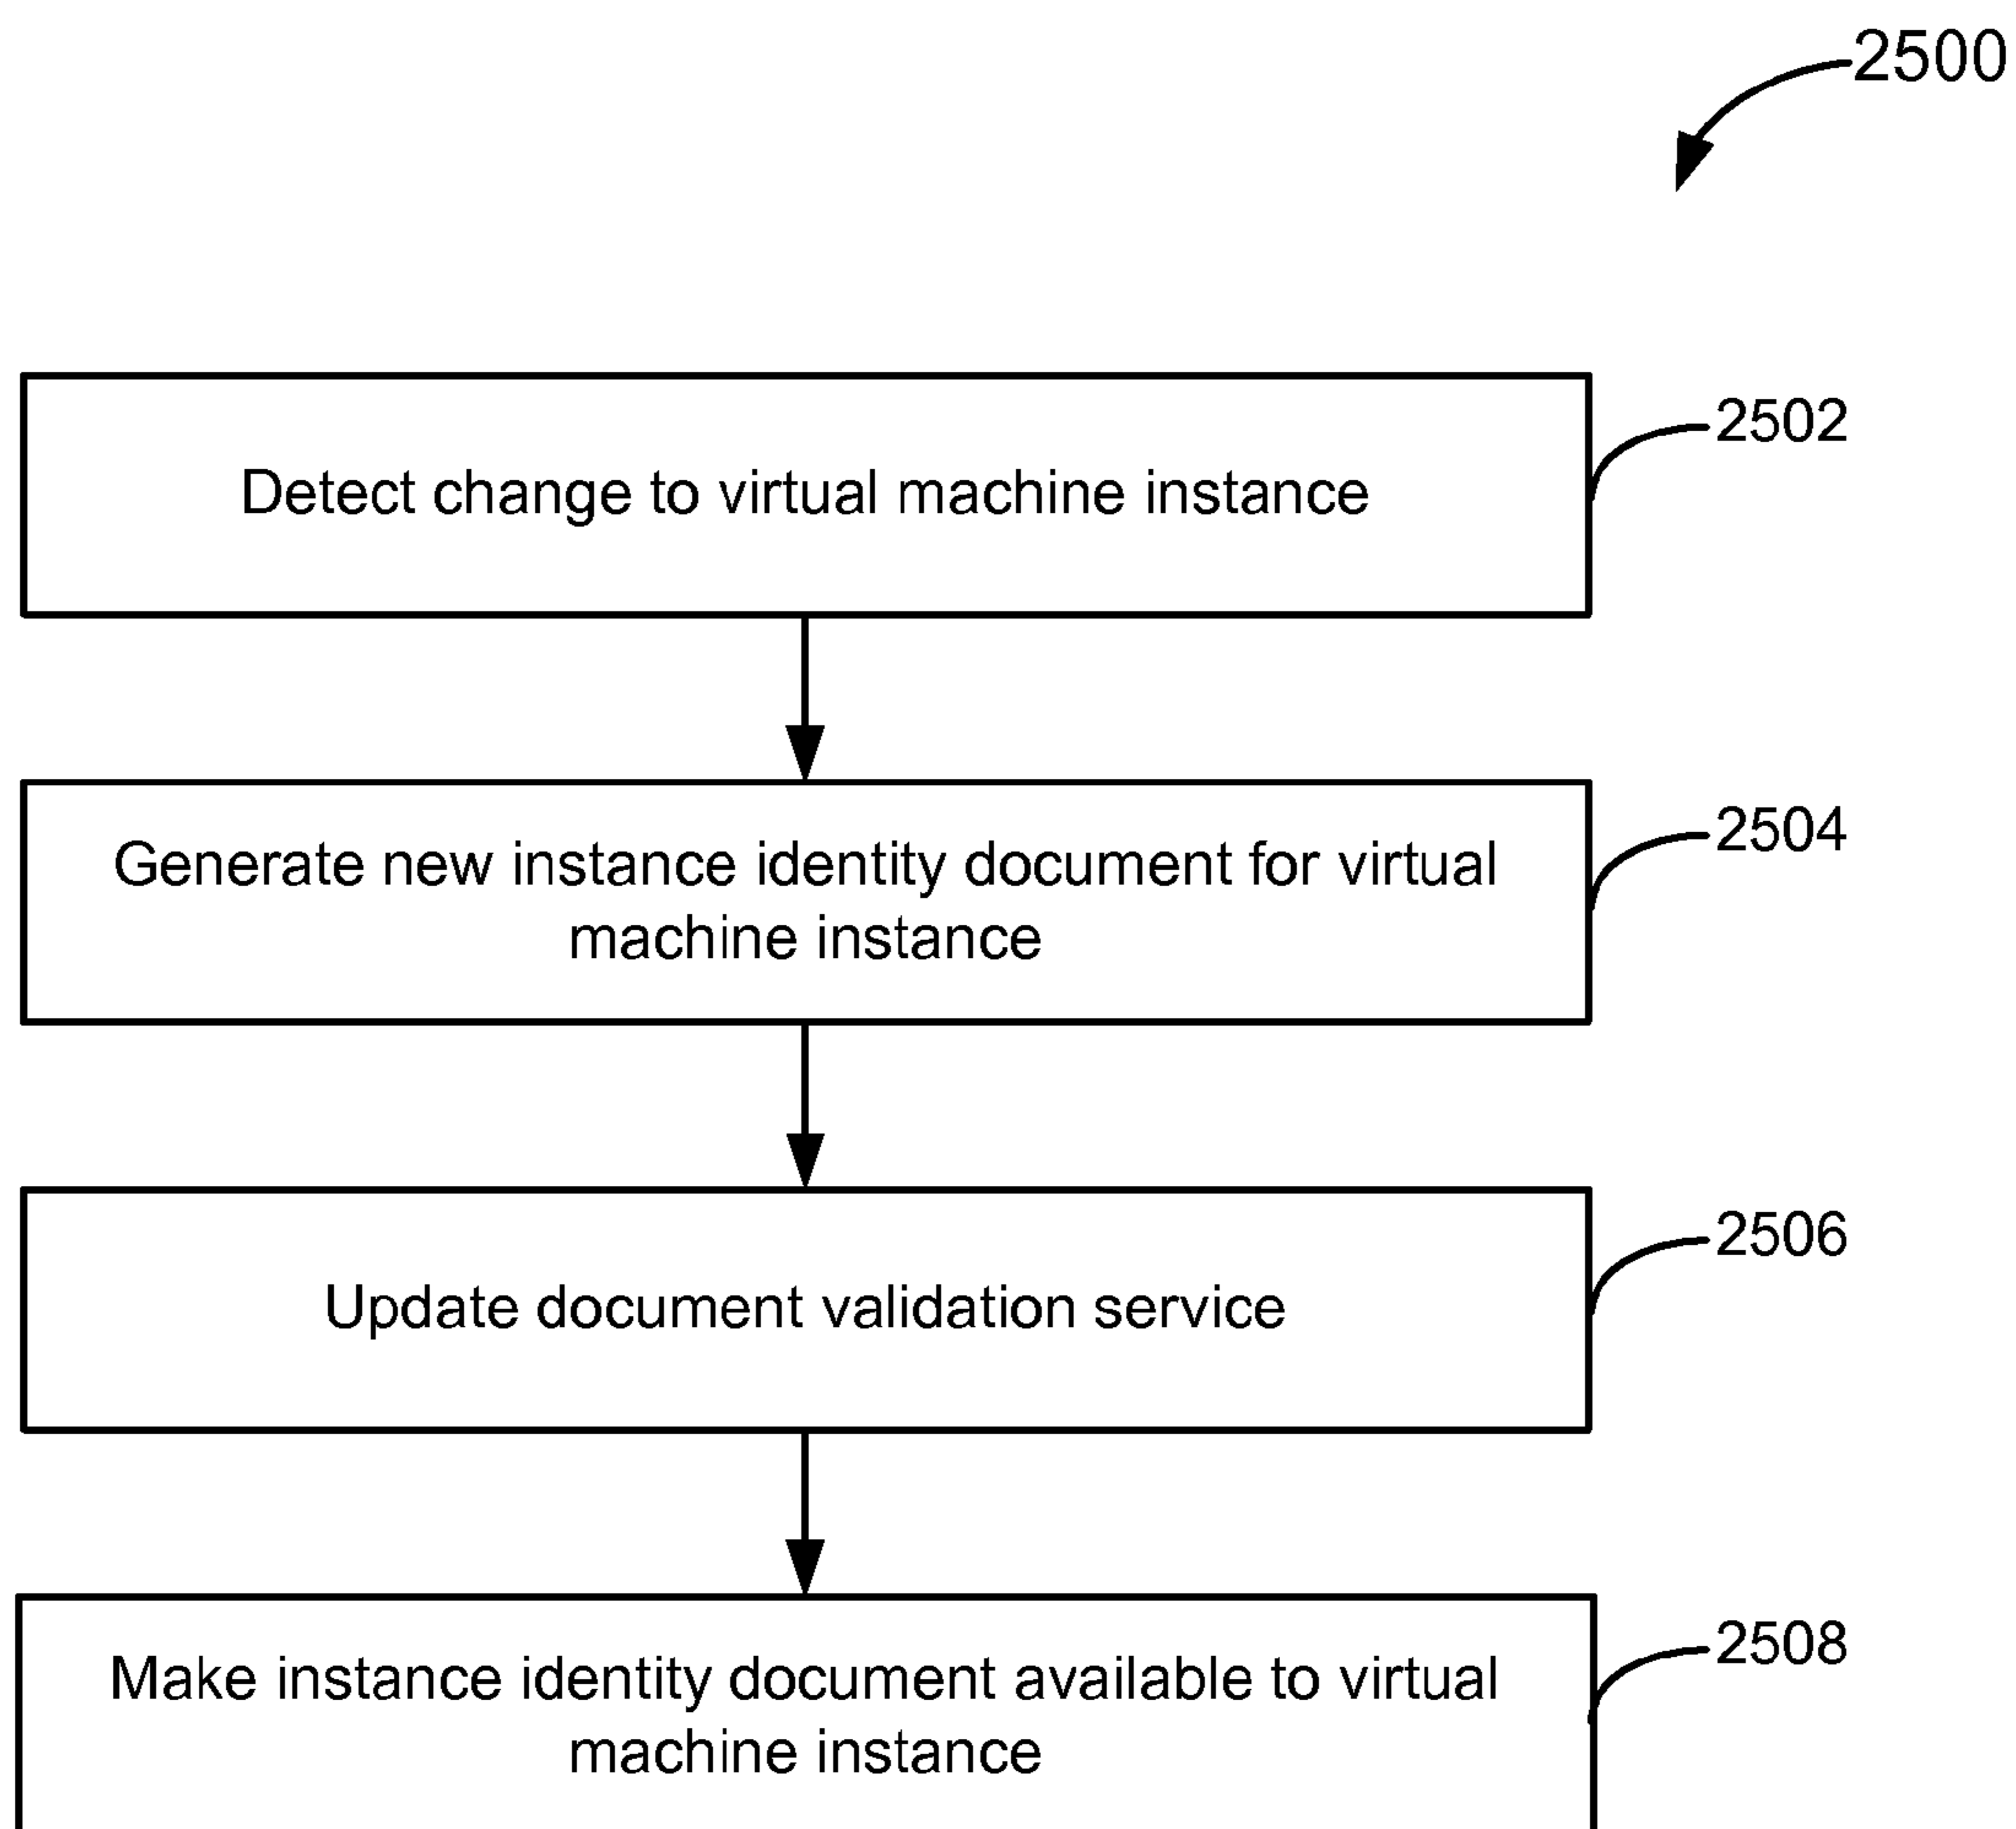 2500
Detect change to virtual machine instance
2502
Generate new instance identity document for virtual
machine instance
2504
Update document validation service
2506
Make instance identity document available to virtual
machine instance
2508